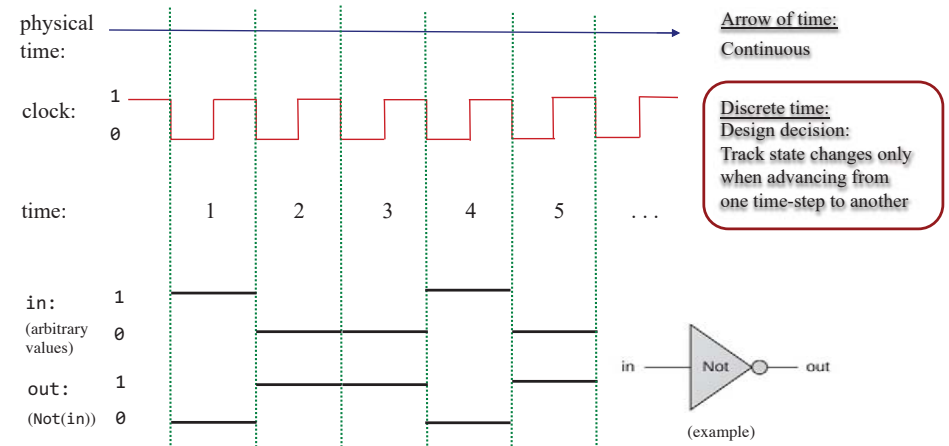 physical
time:
Arrow of time:
Continuous
clock:
1
0
Discrete time:
Design decision:
Track state changes only
when advancing from
one time-step to another
time:
1 2 3 4 5 ...
in:
1
(arbitrary
values)
0
out:
1
(Not(in))
0
in Not out
(example)